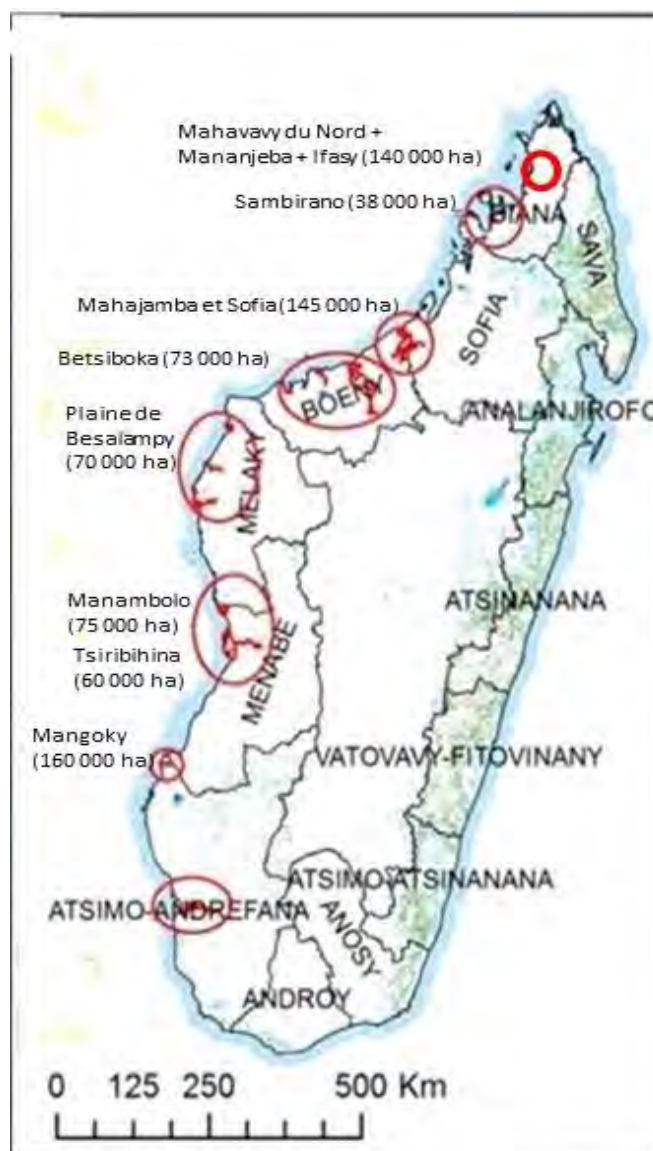 Mahavavy du Nord +
Mananjeba + Ifasy (140 000 ha)
Sambirano (38 000 ha)
DIANA
SAVA
Mahajamba et Sofia (145 000 ha)
SOFIA
Betsiboka (73 000 ha)
BOENY
ANALANJIROFO
Plaine de
Besalampy
(70 000 ha)
MELAKY
Manambolo
(75 000 ha)
ATSINANANA
Tsiribihina
(60 000 ha)
MENABE
Mangoky
(160 000 ha)
VATOVAVY-FITOVINANY
ATSIMO-ATSINANANA
ATSIMO-ANDREFANA
ANOSY
ANDROY
0 125 250 500 Km